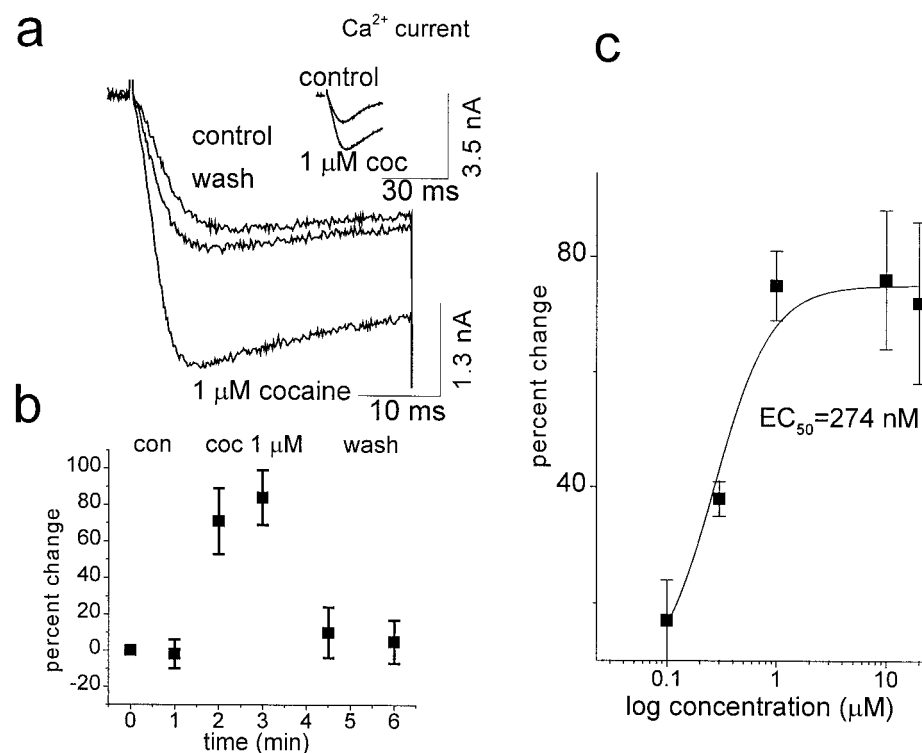 a
Ca²⁺ current
control
3.5 nA
1 μM coc
30 ms
control
wash
1.3 nA
1 μM cocaine
10 ms
b
con coc 1 μM wash
percent change
100
80
60
40
20
0
-20
0 1 2 3 4 5 6
time (min)
c
percent change
80
40
EC₅₀=274 nM
0.1 1 10
log concentration (μM)